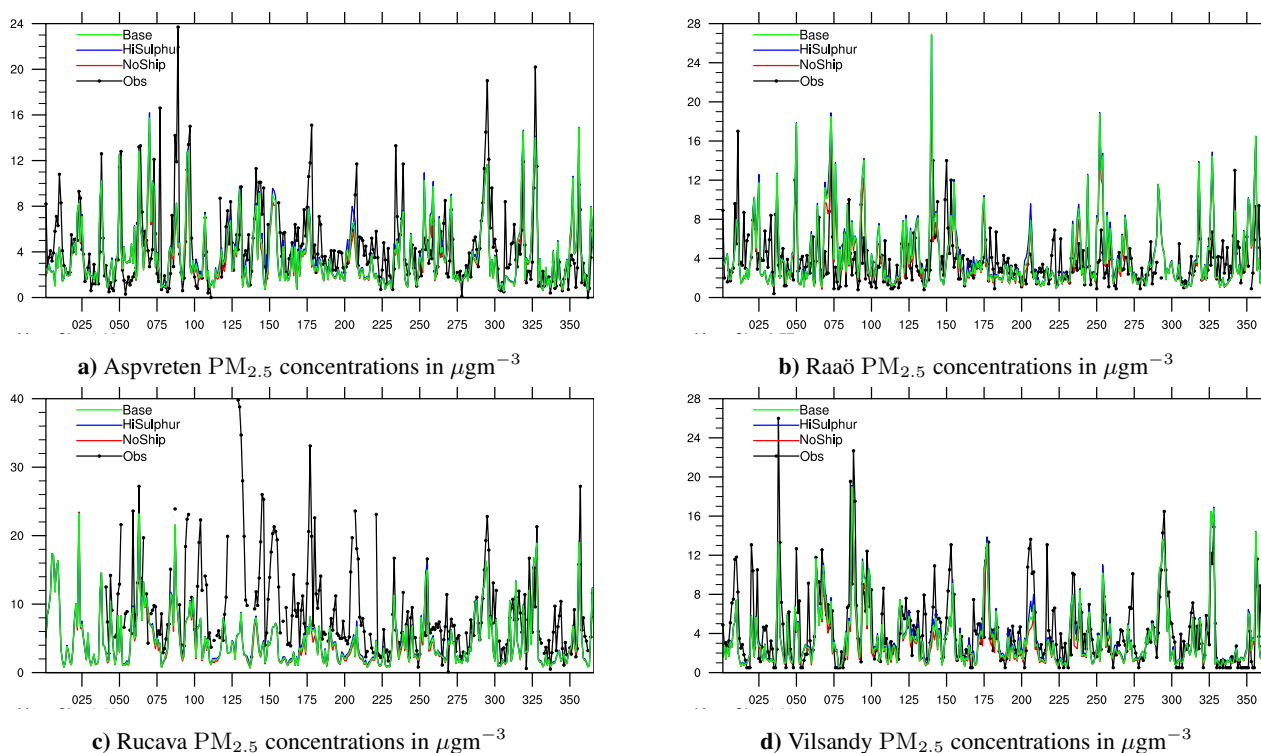 24
20
16
12
8
4
0
Base
HiSulphur
NoShip
Obs
025 050 075 100 125 150 175 200 225 250 275 300 325 350
a) Aspvreten PM2.5 concentrations in μgm−3
28
24
20
16
12
8
4
0
Base
HiSulphur
NoShip
Obs
025 050 075 100 125 150 175 200 225 250 275 300 325 350
b) Raaö PM2.5 concentrations in μgm−3
40
30
20
10
0
Base
HiSulphur
NoShip
Obs
025 050 075 100 125 150 175 200 225 250 275 300 325 350
c) Rucava PM2.5 concentrations in μgm−3
28
24
20
16
12
8
4
0
Base
HiSulphur
NoShip
Obs
025 050 075 100 125 150 175 200 225 250 275 300 325 350
d) Vilsandy PM2.5 concentrations in μgm−3